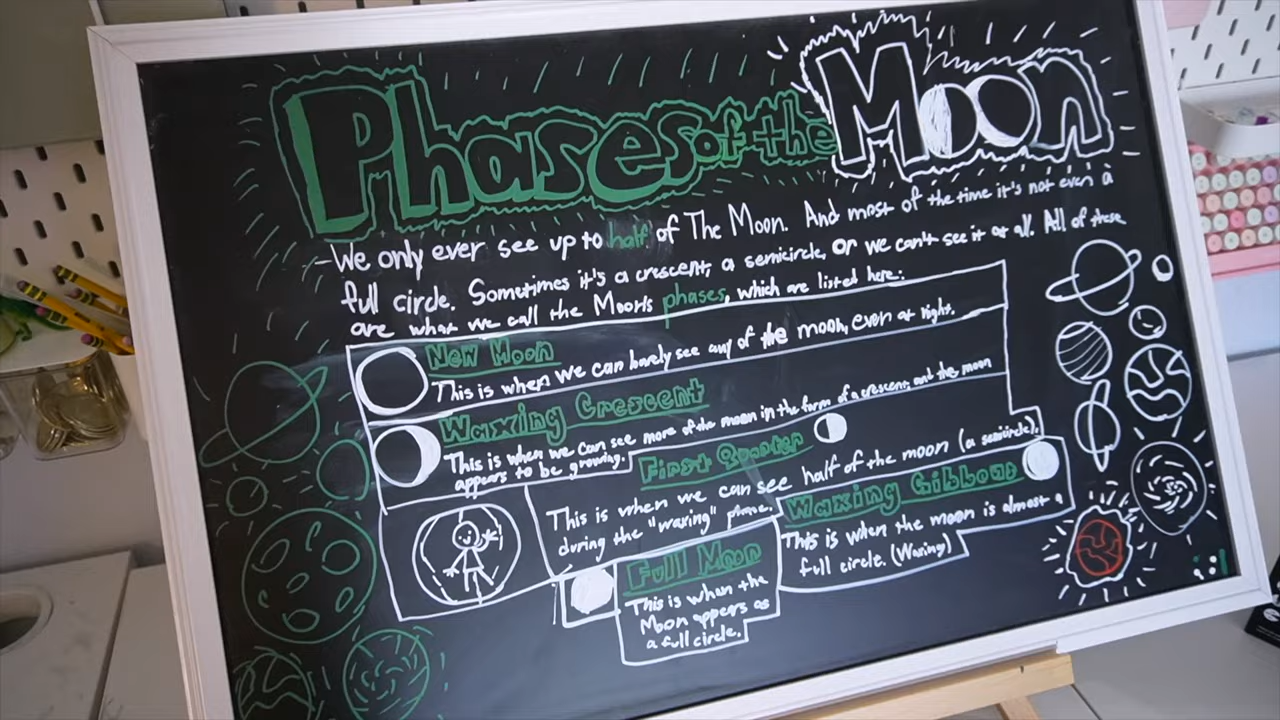 Phases of the Moon
We only ever see up to half of The Moon. And most of the time it's not even a
full circle. Sometimes it's a crescent, a semicircle, or we can't see it at all. All of these
are what we call the Moon's phases, which are listed here:
New Moon
This is when we can barely see any of the moon, even at night.
Waxing Crescent
This is when we can see more of the moon in the form of a crescent, and the moon
appears to be growing.
First Quarter
This is when we can see half of the moon (a semicircle),
during the "waxing" phase.
Waxing Gibbous
This is when the moon is almost a
full circle. (Waxing)
Full Moon
This is when the
Moon appears as
a full circle.